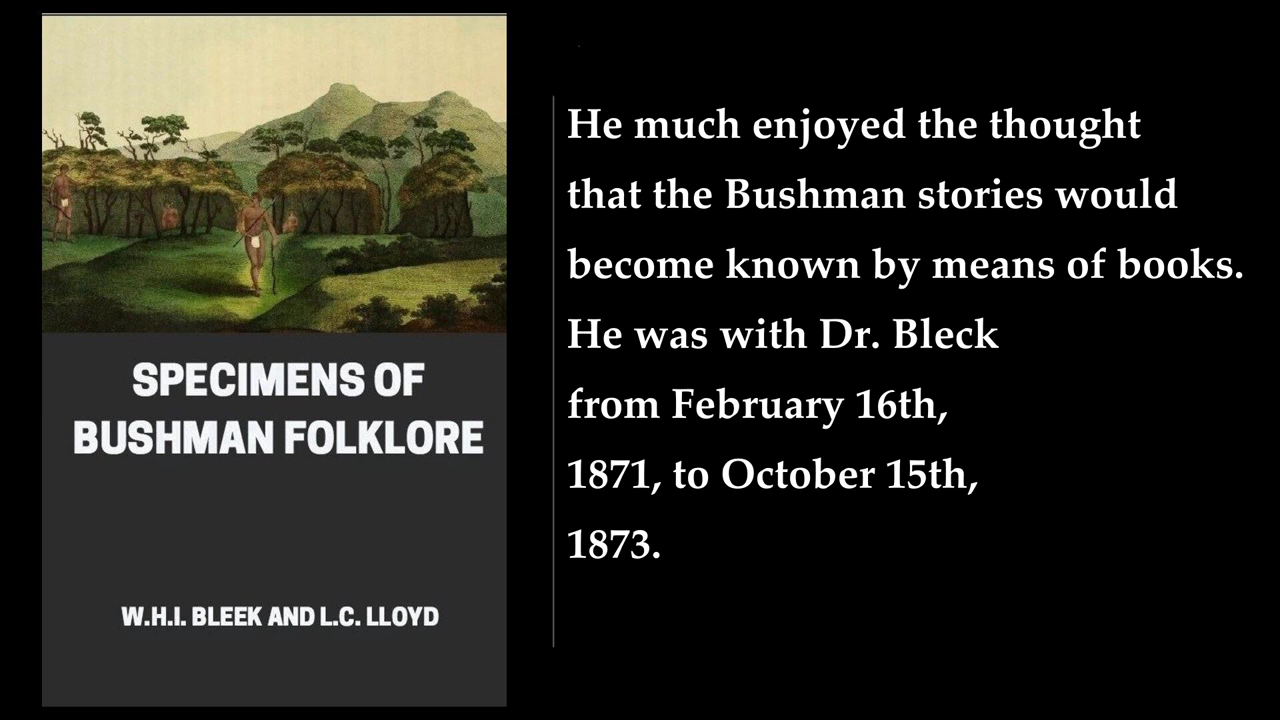 SPECIMENS OF
BUSHMAN FOLKLORE
W.H.I. BLEEK AND L.C. LLOYD
He much enjoyed the thought
that the Bushman stories would
become known by means of books.
He was with Dr. Bleck
from February 16th,
1871, to October 15th,
1873.